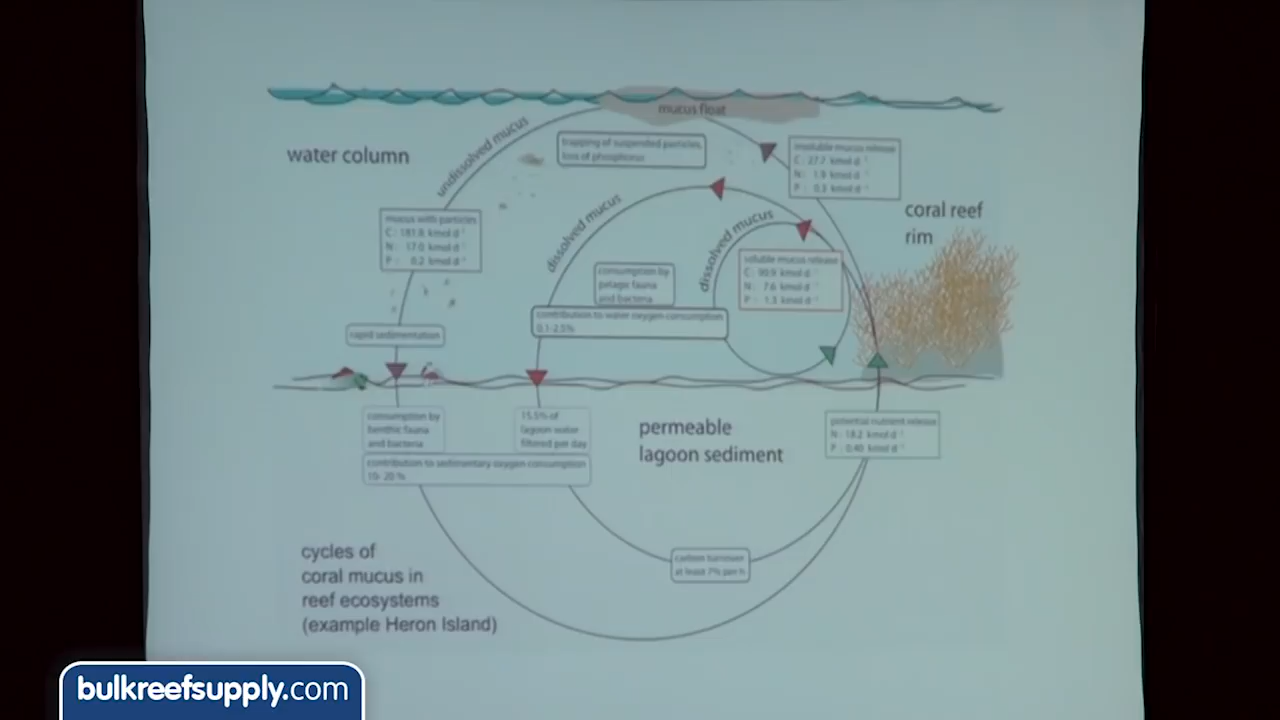 mucus float
undissolved mucus
trapping of suspended particles,
loss of phosphorus
insoluble mucus release
C: 27.7 kmol d⁻¹
N: 1.9 kmol d⁻¹
P: 0.3 kmol d⁻¹
water column
coral reef
rim
mucus with particles
C: 181.8 kmol d⁻¹
N: 17.0 kmol d⁻¹
P: 0.2 kmol d⁻¹
dissolved mucus
dissolved mucus
soluble mucus release
C: 90.9 kmol d⁻¹
N: 7.6 kmol d⁻¹
P: 1.3 kmol d⁻¹
consumption by
pelagic fauna
and bacteria
contribution to water oxygen consumption
0.1-2.5%
rapid sedimentation
consumption by
benthic fauna
and bacteria
15.5% of
lagoon water
filtered per day
contribution to sedimentary oxygen consumption
10-20 %
permeable
lagoon sediment
potential nutrient release
N: 18.2 kmol d⁻¹
P: 0.40 kmol d⁻¹
carbon turnover
at least 7% per h
cycles of
coral mucus in
reef ecosystems
(example Heron Island)
bulkreefsupply.com